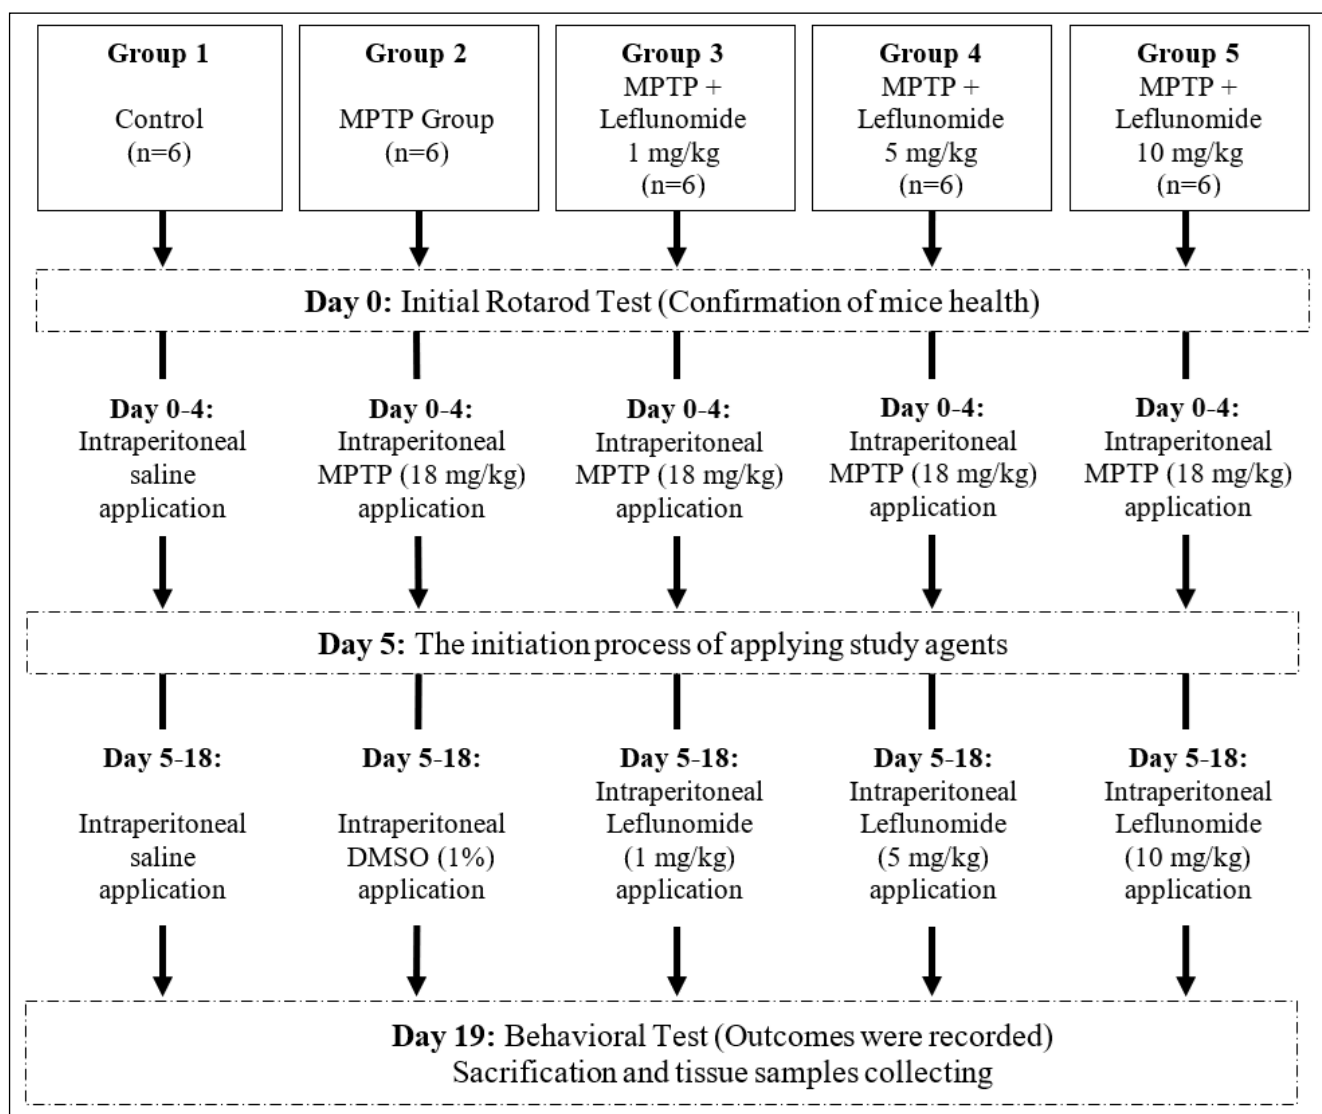 Group 1
Control
(n=6)
Group 2
MPTP Group
(n=6)
Group 3
MPTP +
Leflunomide
1 mg/kg
(n=6)
Group 4
MPTP +
Leflunomide
5 mg/kg
(n=6)
Group 5
MPTP +
Leflunomide
10 mg/kg
(n=6)
Day 0: Initial Rotarod Test (Confirmation of mice health)
Day 0-4:
Intraperitoneal
saline
application
Day 0-4:
Intraperitoneal
MPTP (18 mg/kg)
application
Day 0-4:
Intraperitoneal
MPTP (18 mg/kg)
application
Day 0-4:
Intraperitoneal
MPTP (18 mg/kg)
application
Day 0-4:
Intraperitoneal
MPTP (18 mg/kg)
application
Day 5: The initiation process of applying study agents
Day 5-18:
Intraperitoneal
saline
application
Day 5-18:
Intraperitoneal
DMSO (1%)
application
Day 5-18:
Intraperitoneal
Leflunomide
(1 mg/kg)
application
Day 5-18:
Intraperitoneal
Leflunomide
(5 mg/kg)
application
Day 5-18:
Intraperitoneal
Leflunomide
(10 mg/kg)
application
Day 19: Behavioral Test (Outcomes were recorded)
Sacrification and tissue samples collecting